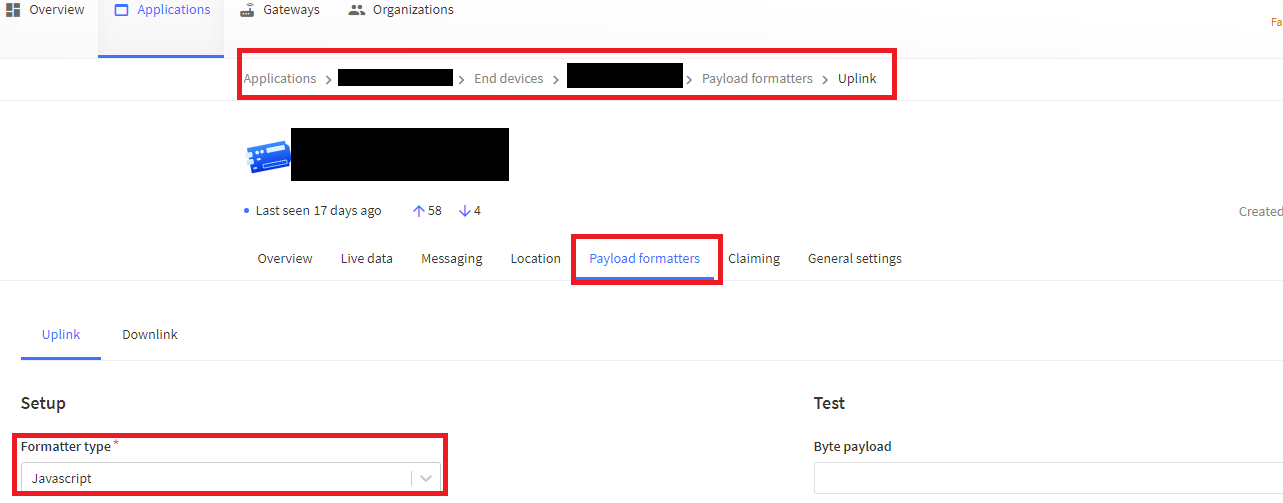 Overview Applications Gateways Organizations
Fa
Applications > > End devices > > Payload formatters > Uplink
Last seen 17 days ago 58 4
Created
Overview Live data Messaging Location Payload formatters Claiming General settings
Uplink Downlink
Setup Test
Formatter type * Byte payload
Javascript